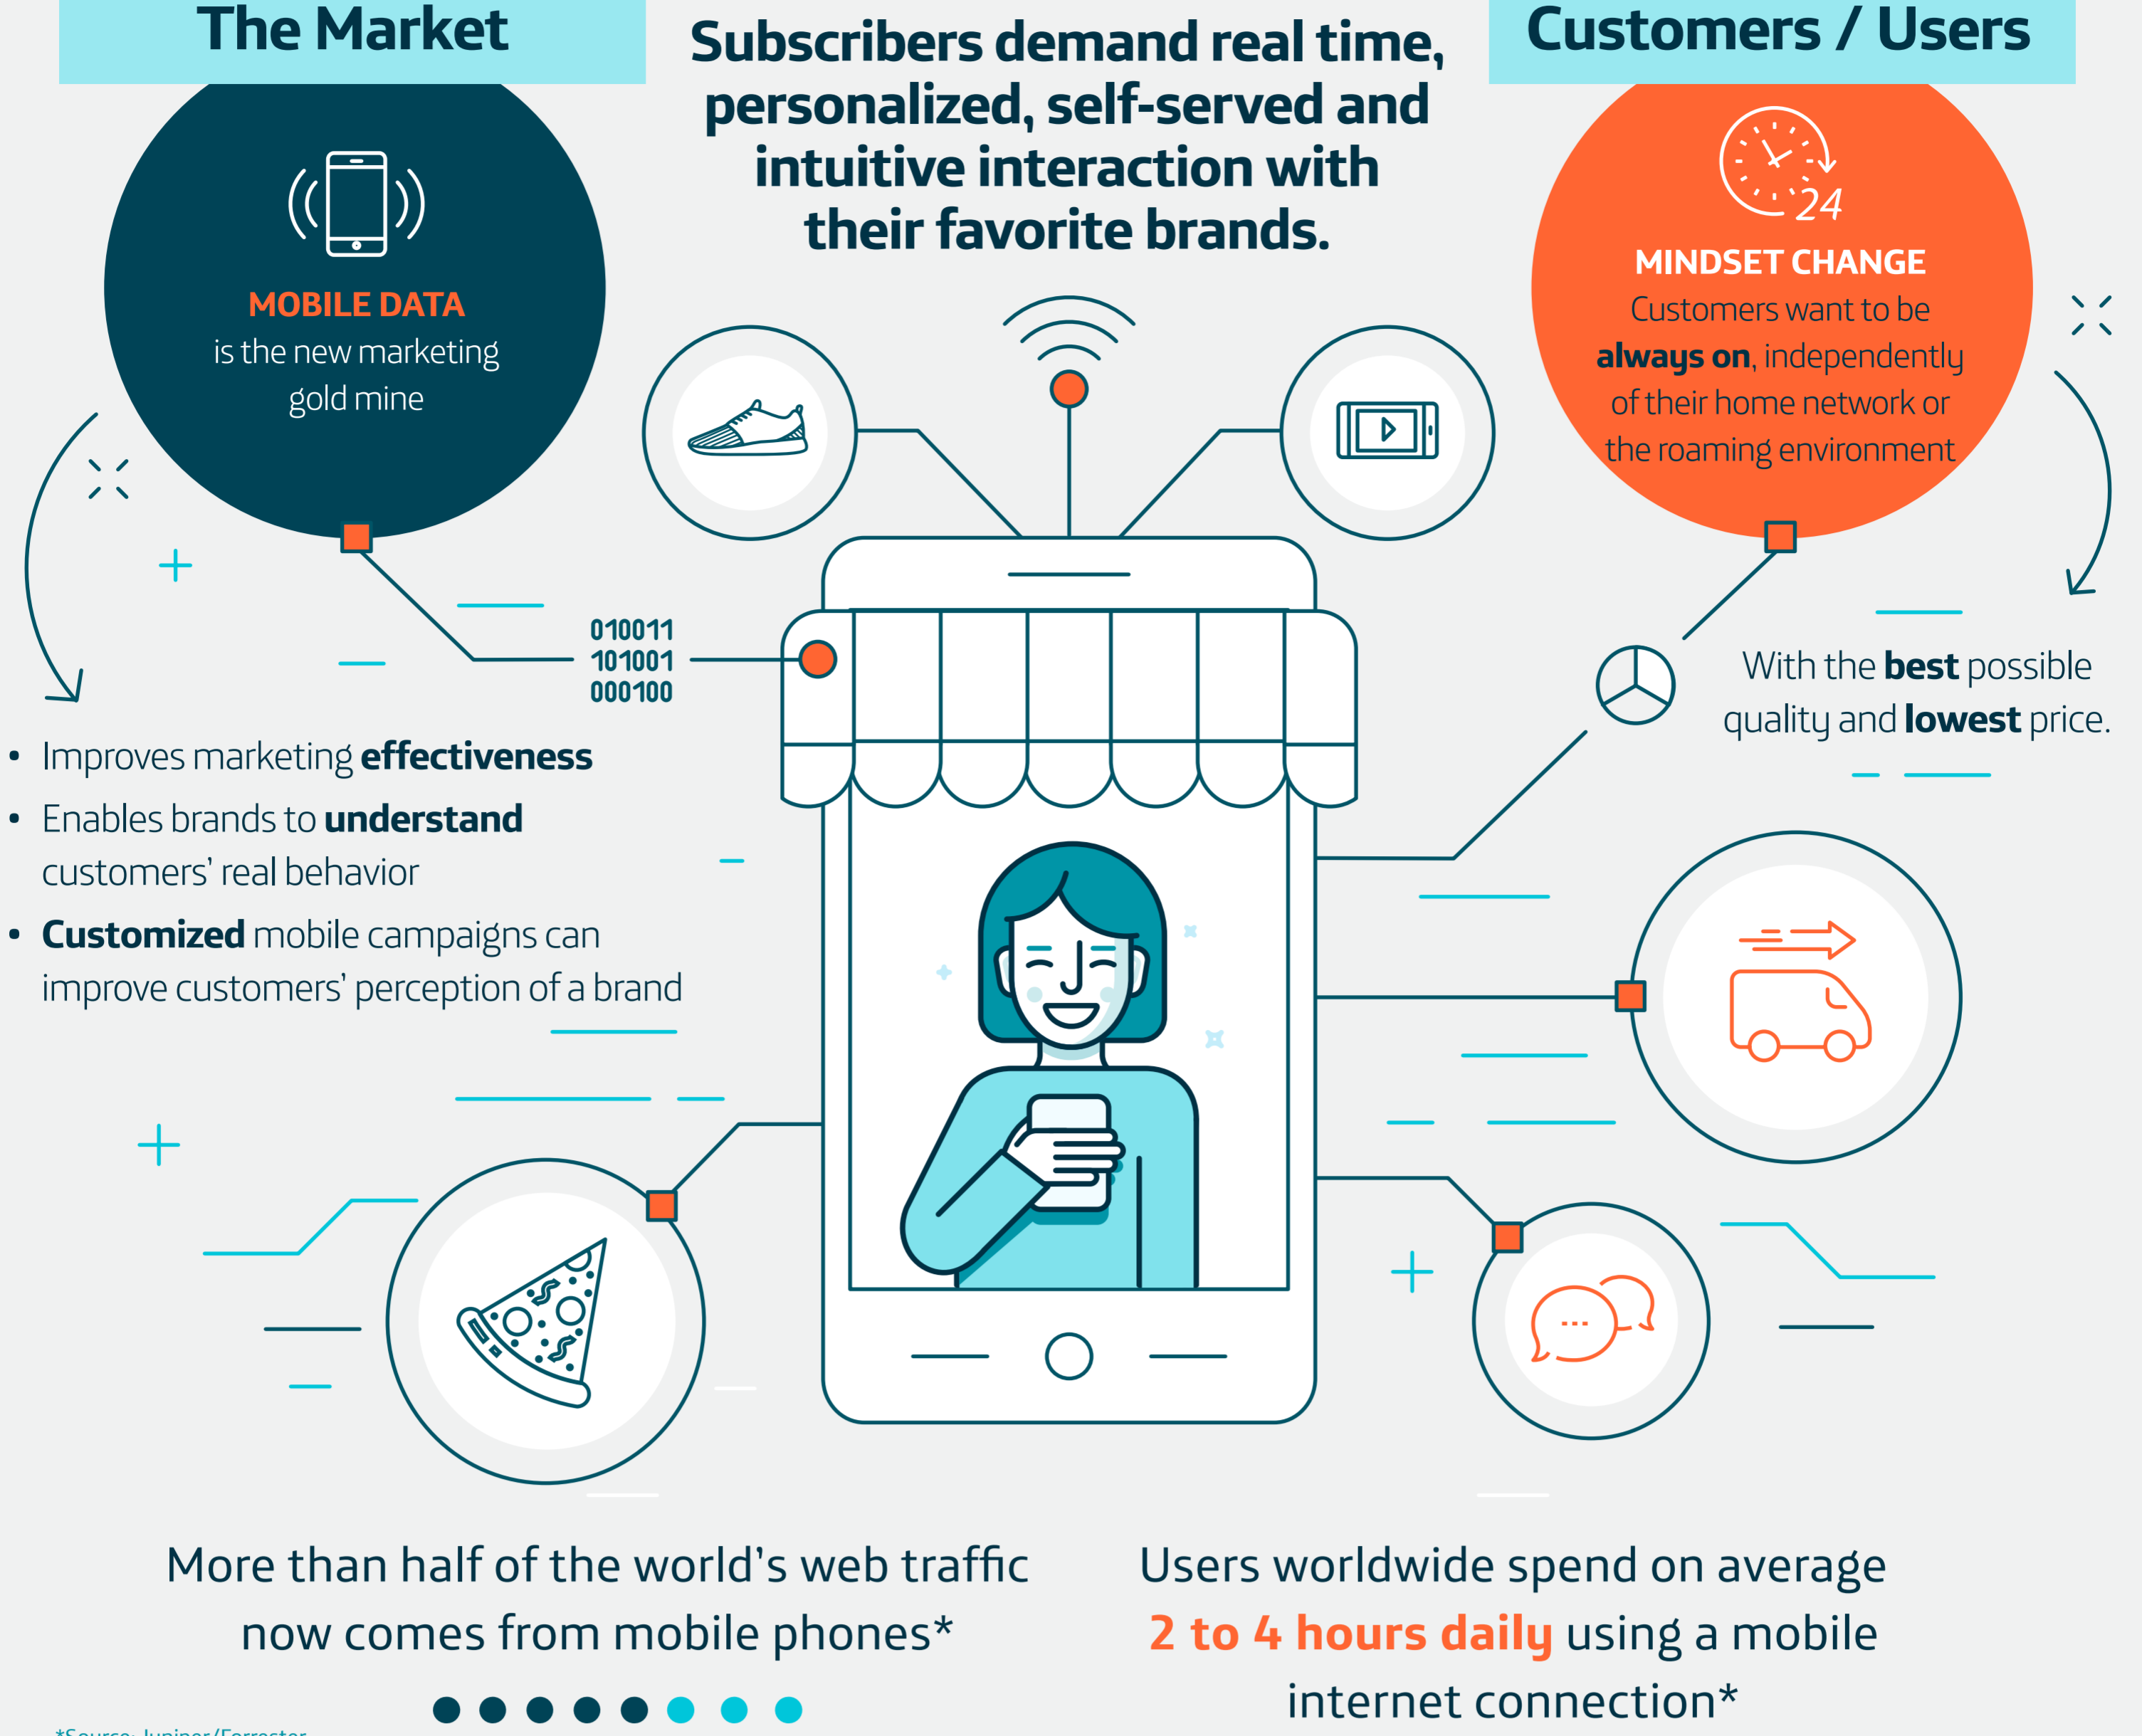 The Market
Subscribers demand real time,
personalized, self-served and
intuitive interaction with
their favorite brands.
Customers / Users
MOBILE DATA
is the new marketing
gold mine
24
MINDSET CHANGE
Customers want to be
always on, independently
of their home network or
the roaming environment
010011
101001
000100
With the best possible
quality and lowest price.
• Improves marketing effectiveness
• Enables brands to understand
customers’ real behavior
• Customized mobile campaigns can
improve customers’ perception of a brand
More than half of the world's web traffic
now comes from mobile phones*
Users worldwide spend on average
2 to 4 hours daily using a mobile
internet connection*
*Source: Juniper/Forrester